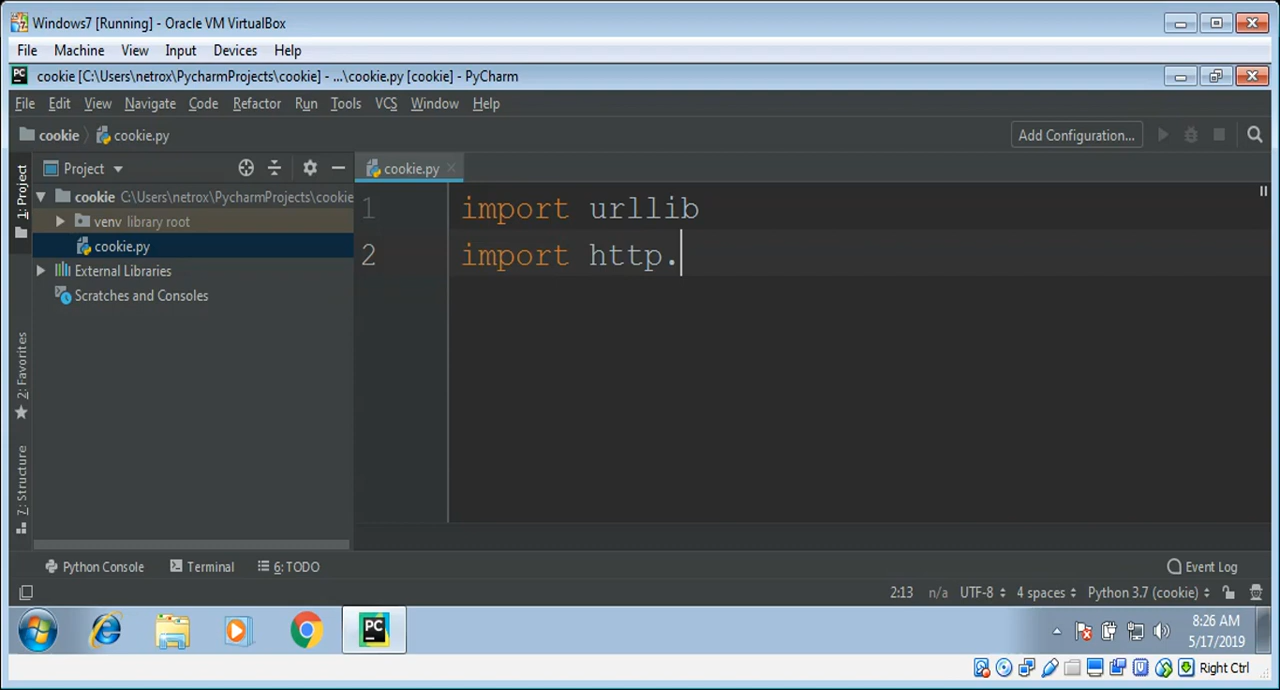 Windows7 [Running] - Oracle VM VirtualBox
File Machine View Input Devices Help
PC cookie [C:\Users\netrox\PycharmProjects\cookie] - ...\cookie.py [cookie] - PyCharm
File Edit View Navigate Code Refactor Run Tools VCS Window Help
cookie cookie.py Add Configuration...
1: Project
Project
cookie.py
cookie C:\Users\netrox\PycharmProjects\cookie
venv library root
cookie.py
External Libraries
Scratches and Consoles
1 import urllib
2 import http.
2: Favorites
7: Structure
Python Console Terminal 6: TODO Event Log
2:13 n/a UTF-8 4 spaces Python 3.7 (cookie)
PC
8:26 AM
5/17/2019
Right Ctrl